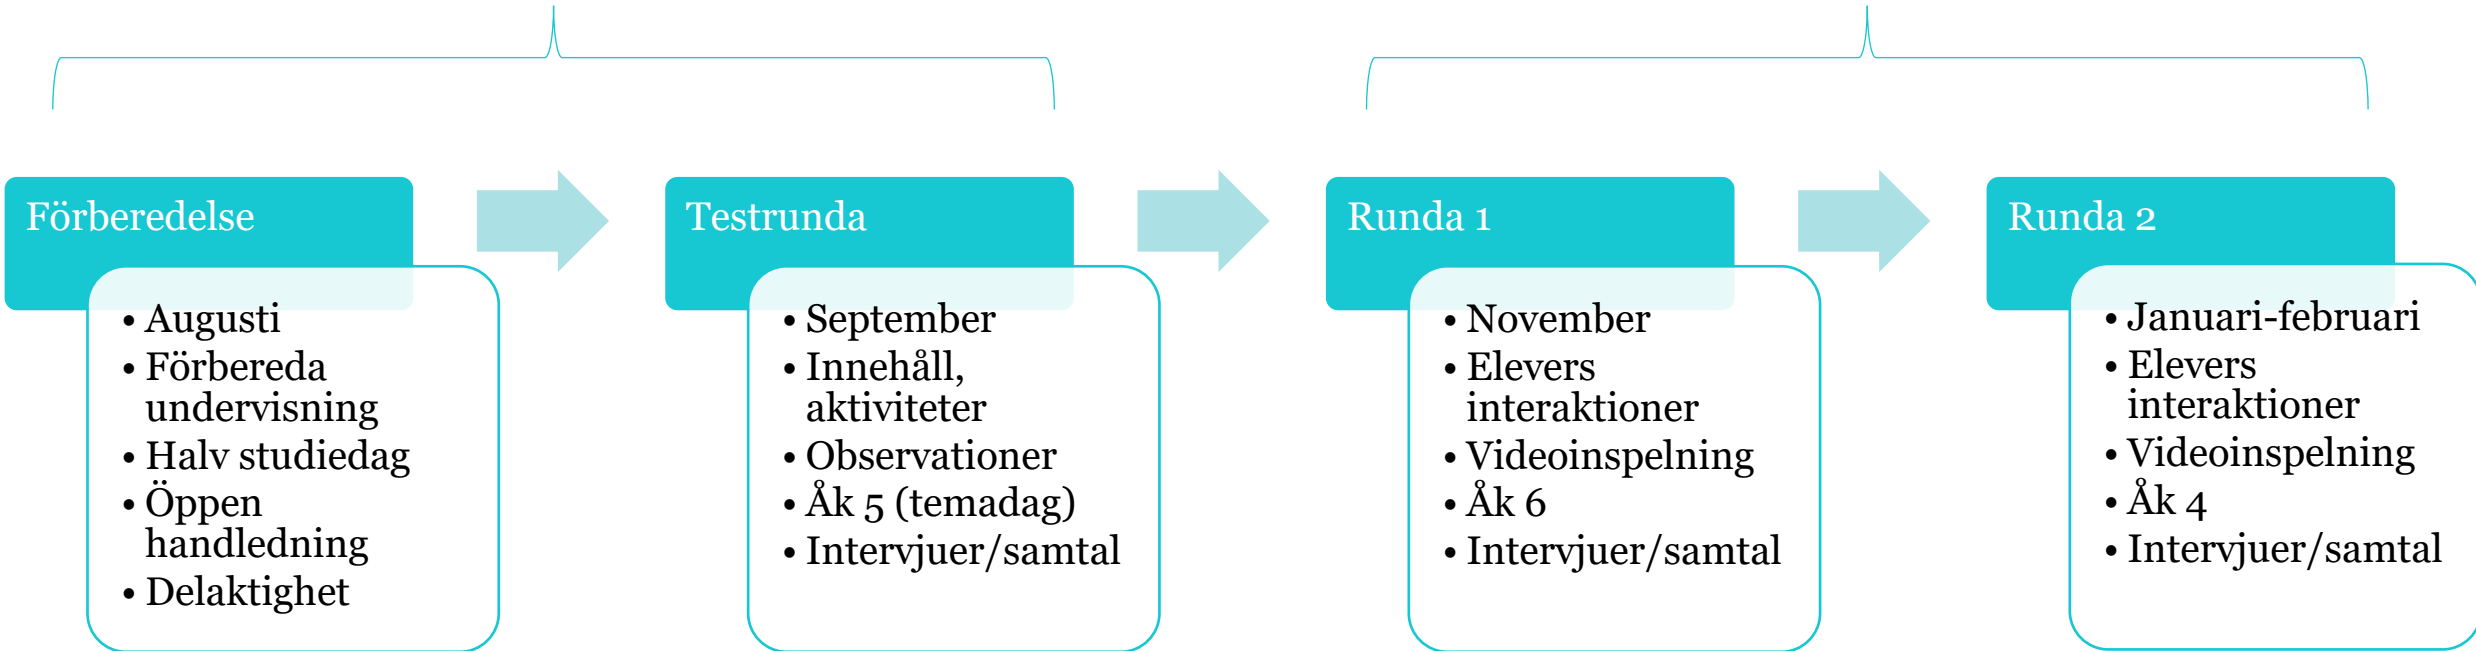 Förberedelse
• Augusti
• Förbereda
undervisning
• Halv studiedag
• Öppen
handledning
• Delaktighet
Testrunda
• September
• Innehåll,
aktiviteter
• Observationer
• Åk 5 (temadag)
• Intervjuer/samtal
Runda 1
• November
• Elevers
interaktioner
• Videoinspelning
• Åk 6
• Intervjuer/samtal
Runda 2
• Januari-februari
• Elevers
interaktioner
• Videoinspelning
• Åk 4
• Intervjuer/samtal